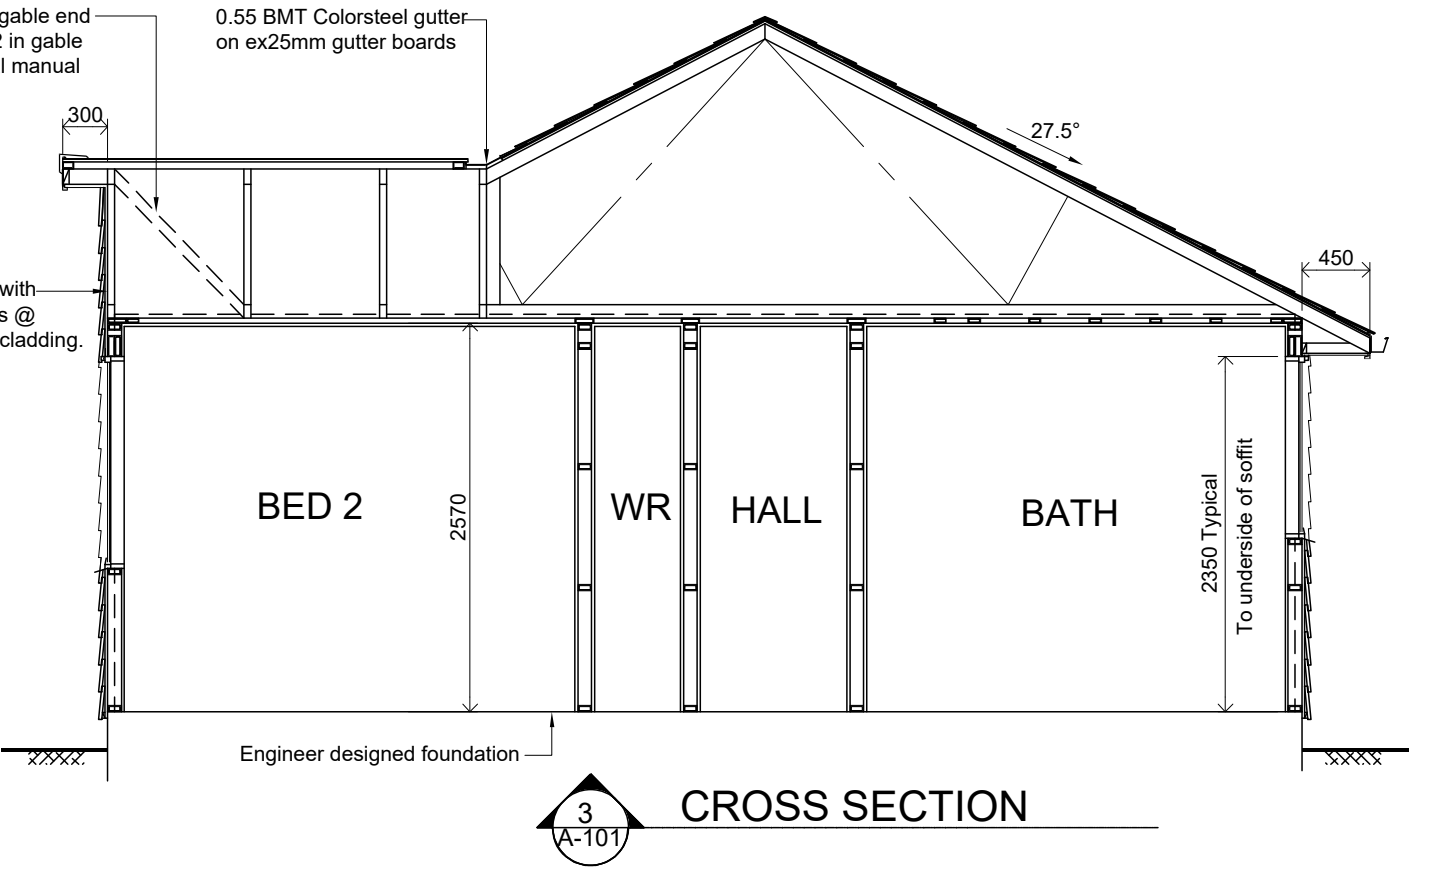 gable end
in gable
manual
0.55 BMT Colorsteel gutter
on ex25mm gutter boards
300
27.5°
450
with
@
cladding.
BED 2
2570
WR
HALL
BATH
2350 Typical
To underside of soffit
Engineer designed foundation
3
A-101
CROSS SECTION